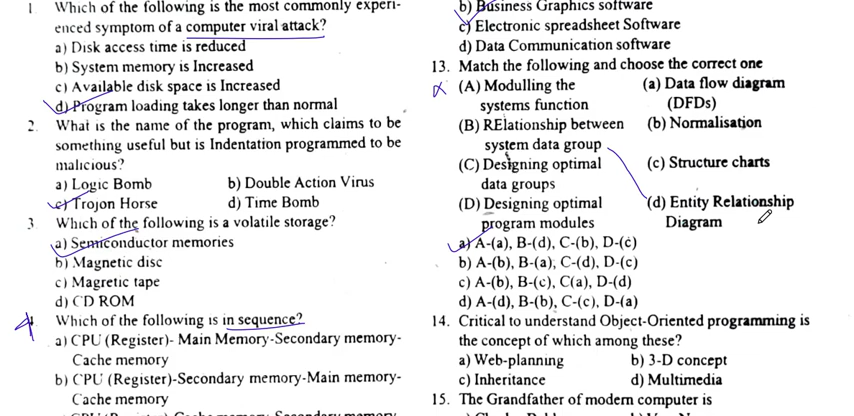 1. Which of the following is the most commonly experi-
enced symptom of a computer viral attack?
a) Disk access time is reduced
b) System memory is Increased
c) Available disk space is Increased
d) Program loading takes longer than normal
2. What is the name of the program, which claims to be
something useful but is Indentation programmed to be
malicious?
a) Logic Bomb b) Double Action Virus
c) Trojon Horse d) Time Bomb
3 Which of the following is a volatile storage?
a) Semiconductor memories
b) Magnetic disc
c) Magretic tape
d) CD ROM
4. Which of the following is in sequence?
a) CPU (Register)- Main Memory-Secondary memory-
Cache memory
b) CPU (Register)-Secondary memory-Main memory-
Cache memory
b) Business Graphics software
c) Electronic spreadsheet Software
d) Data Communication software
13. Match the following and choose the correct one
(A) Modulling the (a) Data flow diagram
systems function (DFDs)
(B) RElationship between (b) Normalisation
system data group
(C) Designing optimal (c) Structure charts
data groups
(D) Designing optimal (d) Entity Relationship
program modules Diagram
a) A-(a), B-(d), C-(b), D-(c)
b) A-(b), B-(a), C-(d), D-(c)
c) A-(b), B-(c), C(a), D-(d)
d) A-(d), B-(b), C-(c), D-(a)
14. Critical to understand Object-Oriented programming is
the concept of which among these?
a) Web-planning b) 3-D concept
c) Inheritance d) Multimedia
15. The Grandfather of modern computer is